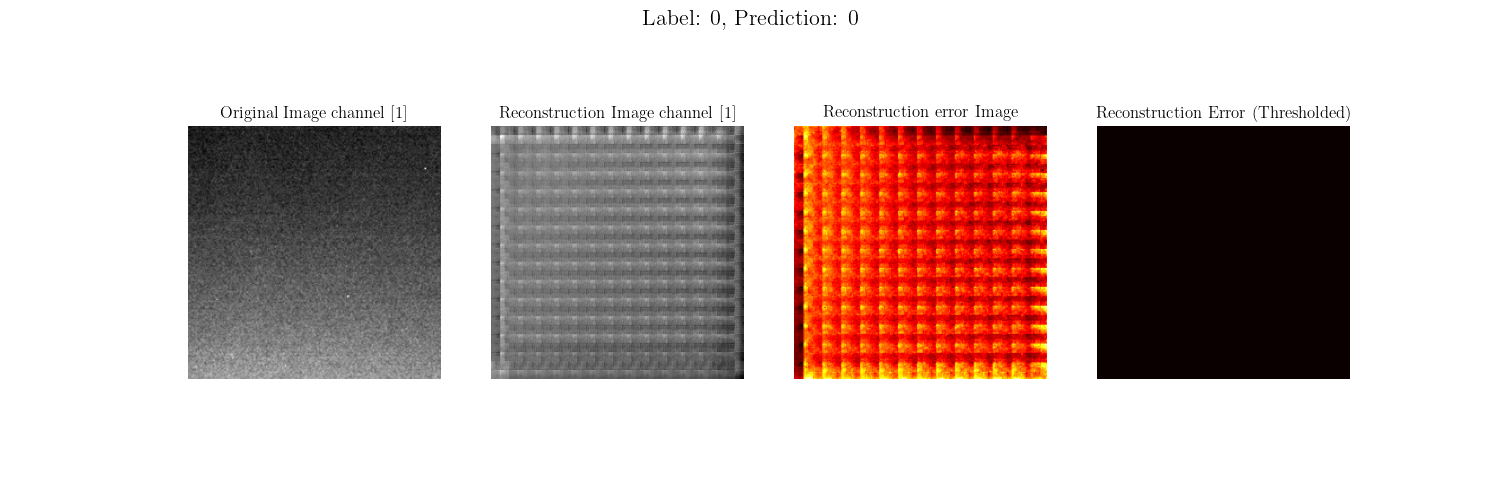 Label: 0, Prediction: 0
Original Image channel [1]
Reconstruction Image channel [1]
Reconstruction error Image
Reconstruction Error (Thresholded)